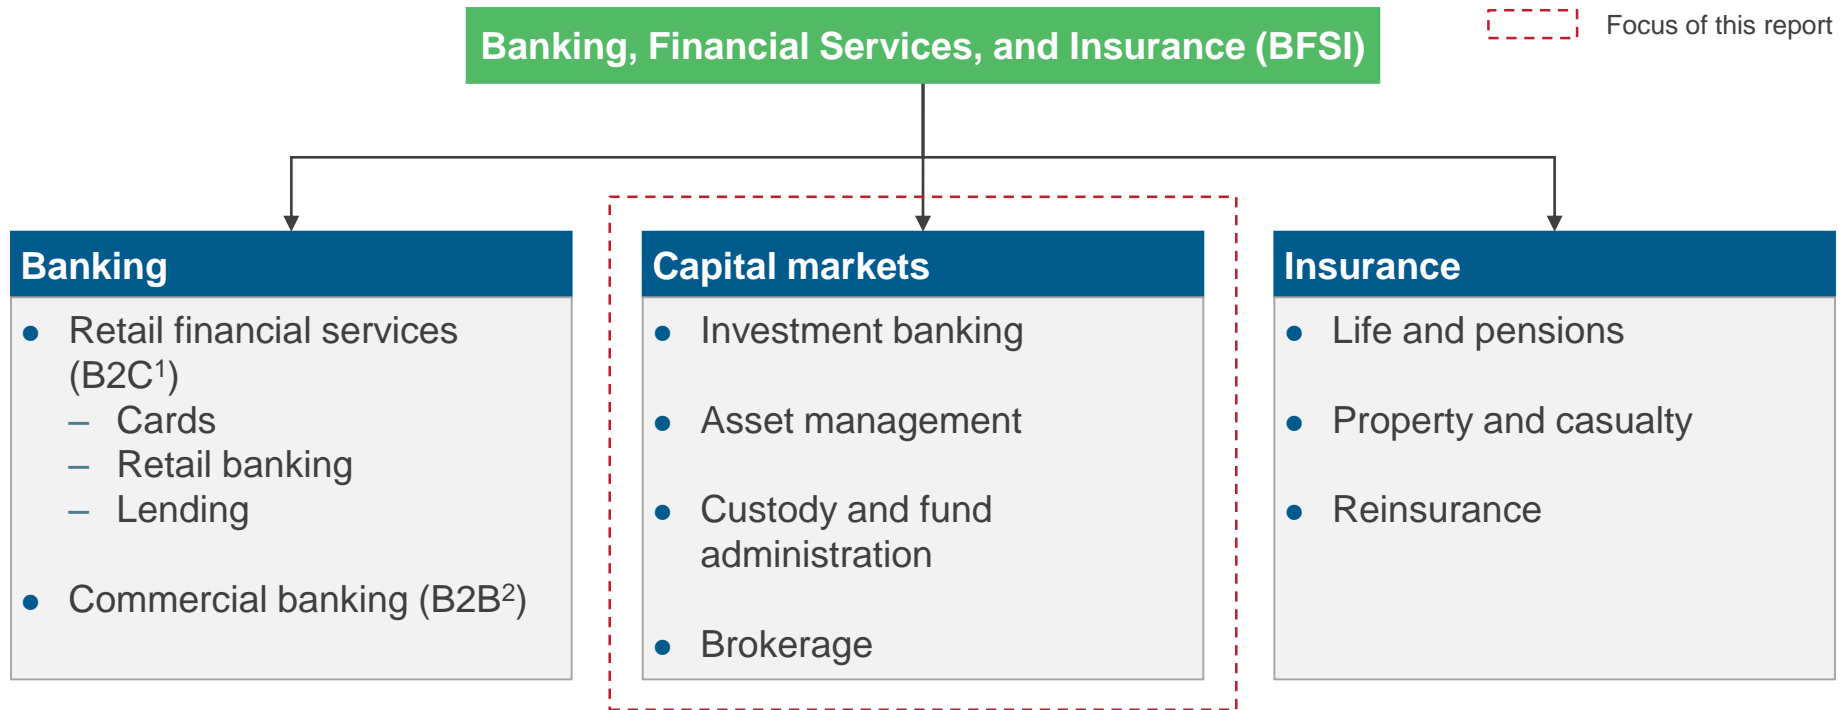 Banking, Financial Services, and Insurance (BFSI)
Focus of this report
Banking
● Retail financial services
(B2C¹)
– Cards
– Retail banking
– Lending
● Commercial banking (B2B²)
Capital markets
● Investment banking
● Asset management
● Custody and fund
administration
● Brokerage
Insurance
● Life and pensions
● Property and casualty
● Reinsurance